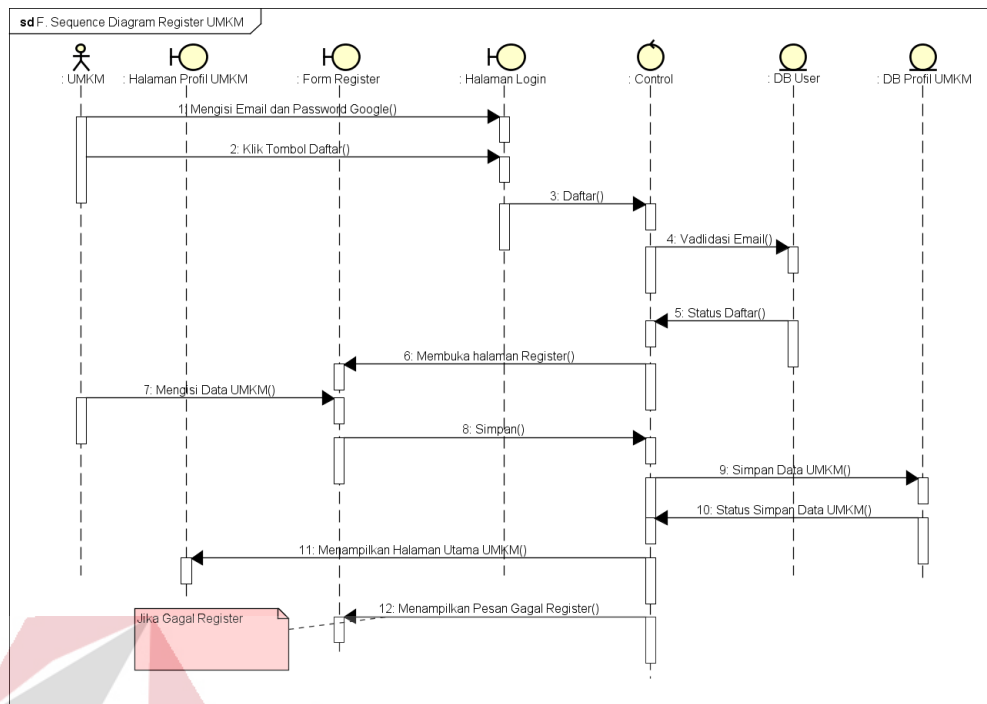 sd F. Sequence Diagram Register UMKM
: UMKM
: Halaman Profil UMKM
: Form Register
: Halaman Login
: Control
: DB User
: DB Profil UMKM
1: Mengisi Email dan Password Google()
2: Klik Tombol Daftar()
3: Daftar()
4: Vadlidasi Email()
5: Status Daftar()
6: Membuka halaman Register()
7: Mengisi Data UMKM()
8: Simpan()
9: Simpan Data UMKM()
10: Status Simpan Data UMKM()
11: Menampilkan Halaman Utama UMKM()
12: Menampilkan Pesan Gagal Register()
Jika Gagal Register